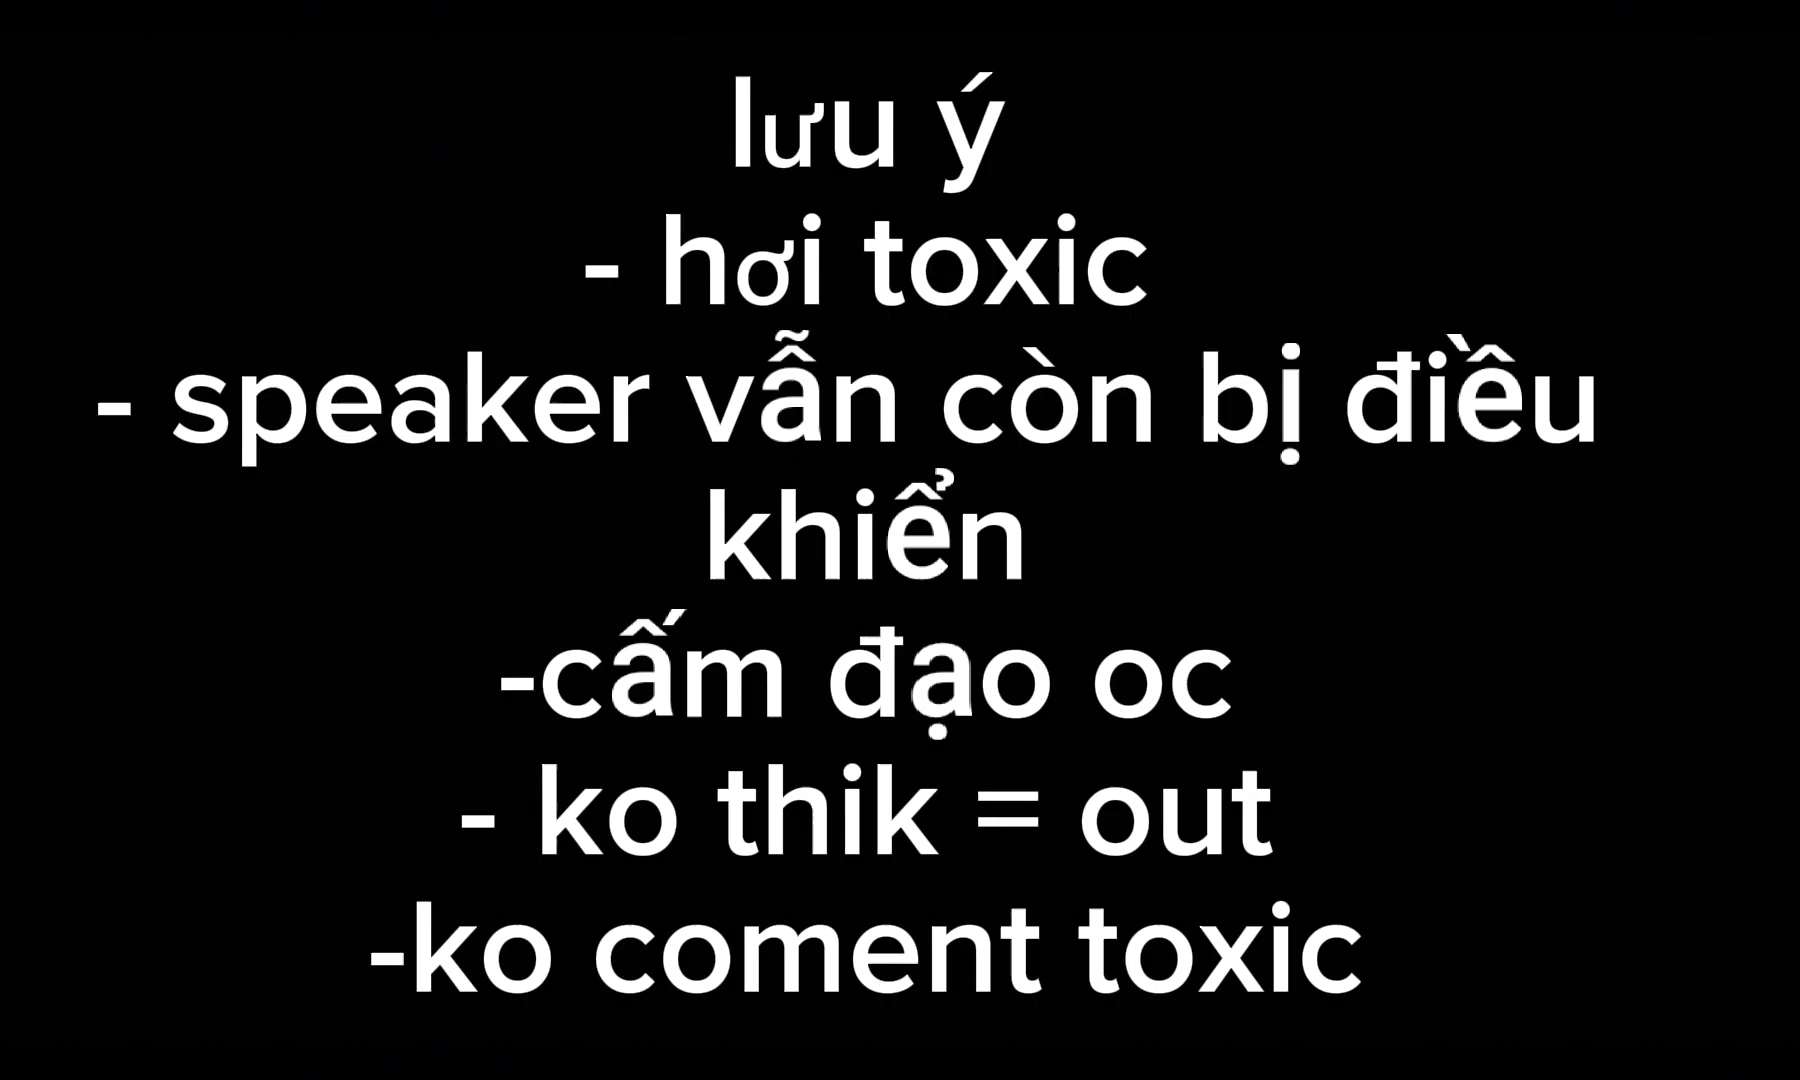 lưu ý
- hơi toxic
- speaker vẫn còn bị điều
khiển
-cấm đạo oc
- ko thik = out
-ko coment toxic